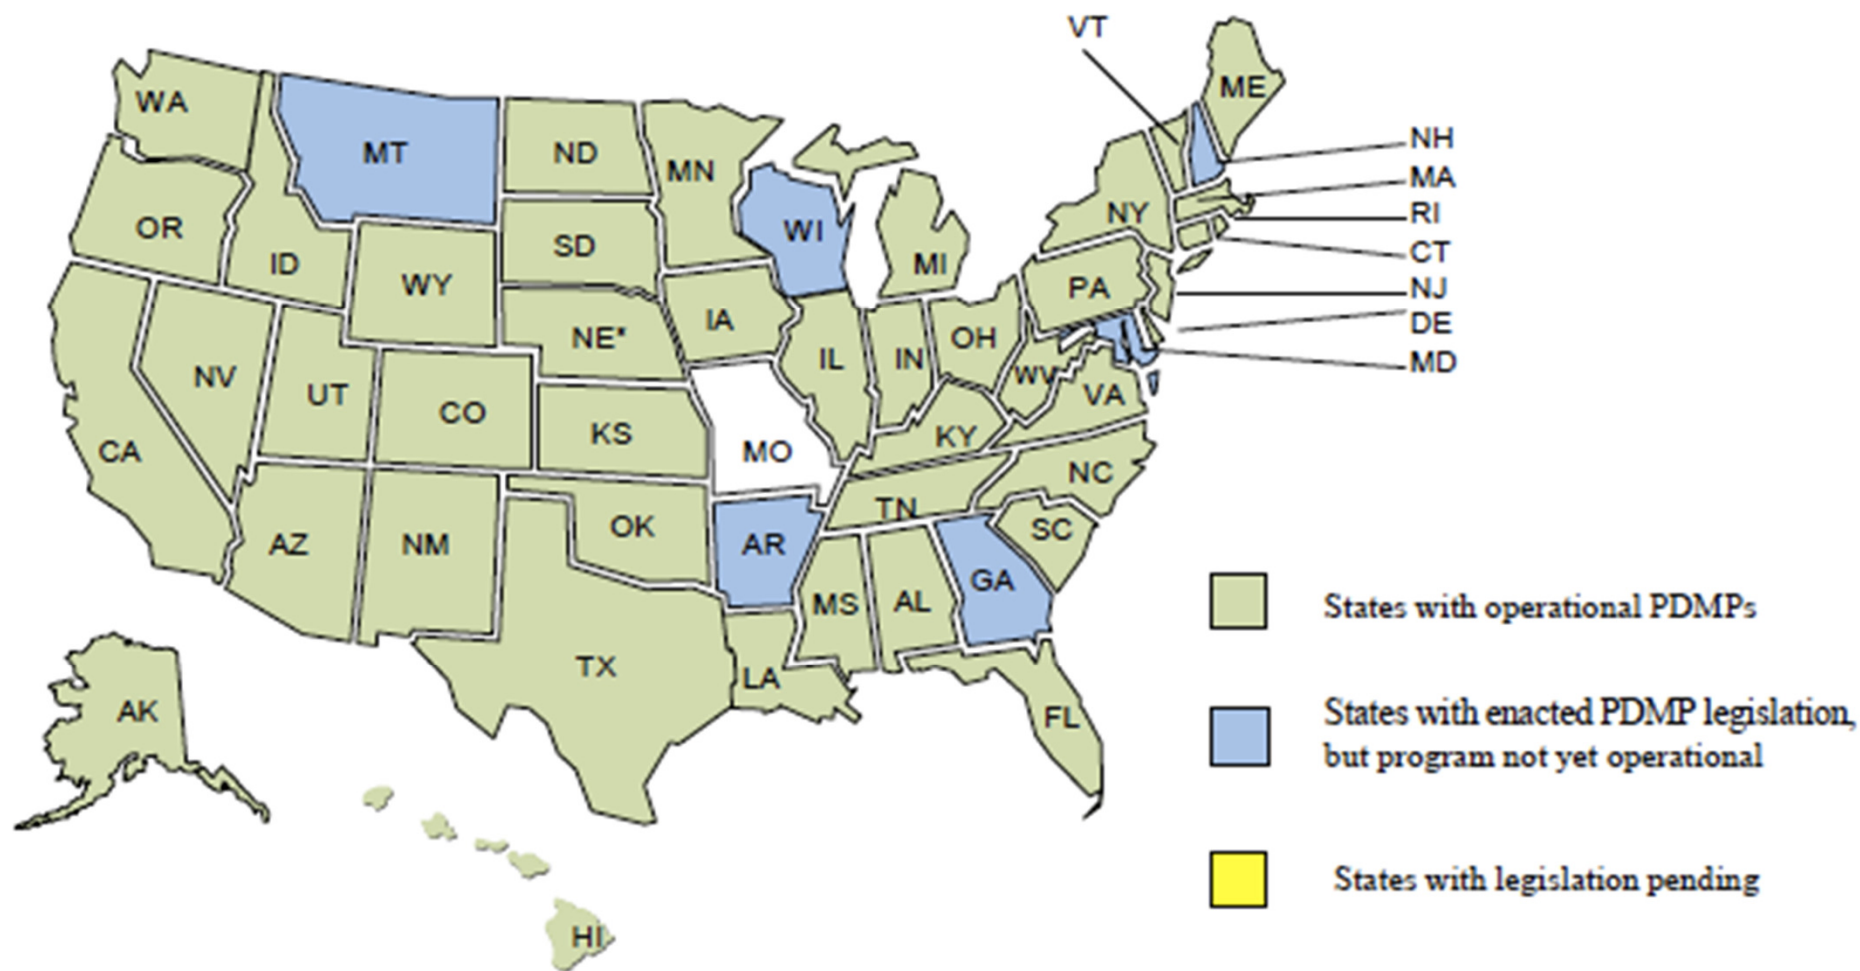 VT
ME
WA
NH
MT
ND
MN
MA
OR
WI
NY
RI
SD
CT
ID
MI
WY
PA
NJ
IA
DE
NE*
OH
IL
IN
MD
NV
WV
UT
VA
CO
KS
KY
CA
MO
NC
TN
OK
SC
AZ
NM
AR
GA
MS
AL
States with operational PDMPs
TX
LA
AK
FL
States with enacted PDMP legislation,
but program not yet operational
States with legislation pending
HI